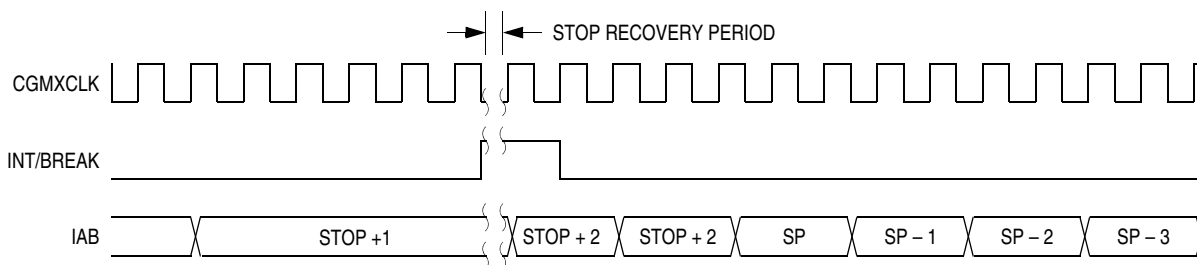 STOP RECOVERY PERIOD
CGMXCLK
INT/BREAK
IAB STOP +1 STOP + 2 STOP + 2 SP SP – 1 SP – 2 SP – 3